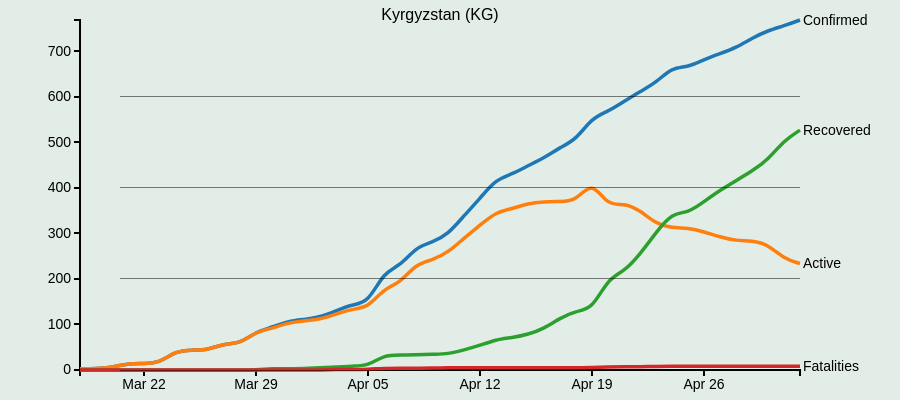 Kyrgyzstan (KG)
Confirmed
700
600
500
400
300
200
100
0
Recovered
Active
Fatalities
Mar 22
Mar 29
Apr 05
Apr 12
Apr 19
Apr 26